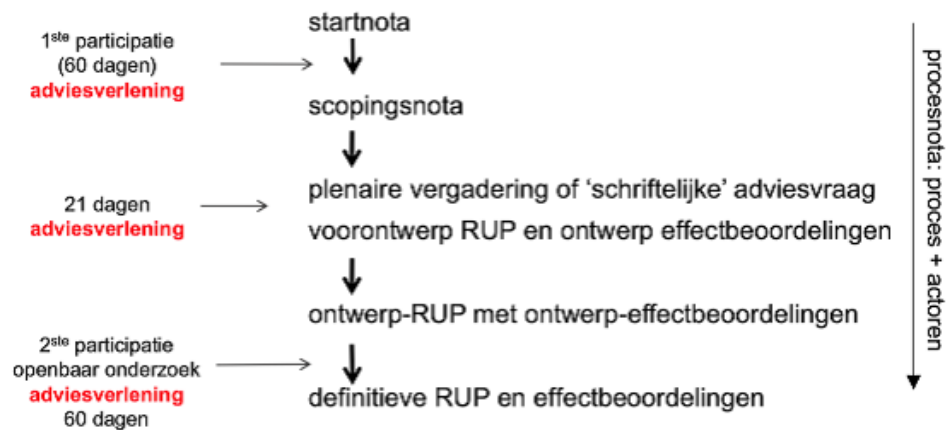 startnota
1ste participatie
(60 dagen)
adviesverlening
scopingsnota
plenaire vergadering of ‘schriftelijke’ adviesvraag
21 dagen
adviesverlening
voorontwerp RUP en ontwerp effectbeoordelingen
ontwerp-RUP met ontwerp-effectbeoordelingen
2ste participatie
openbaar onderzoek
adviesverlening
60 dagen
definitieve RUP en effectbeoordelingen
procesnota: proces + actoren